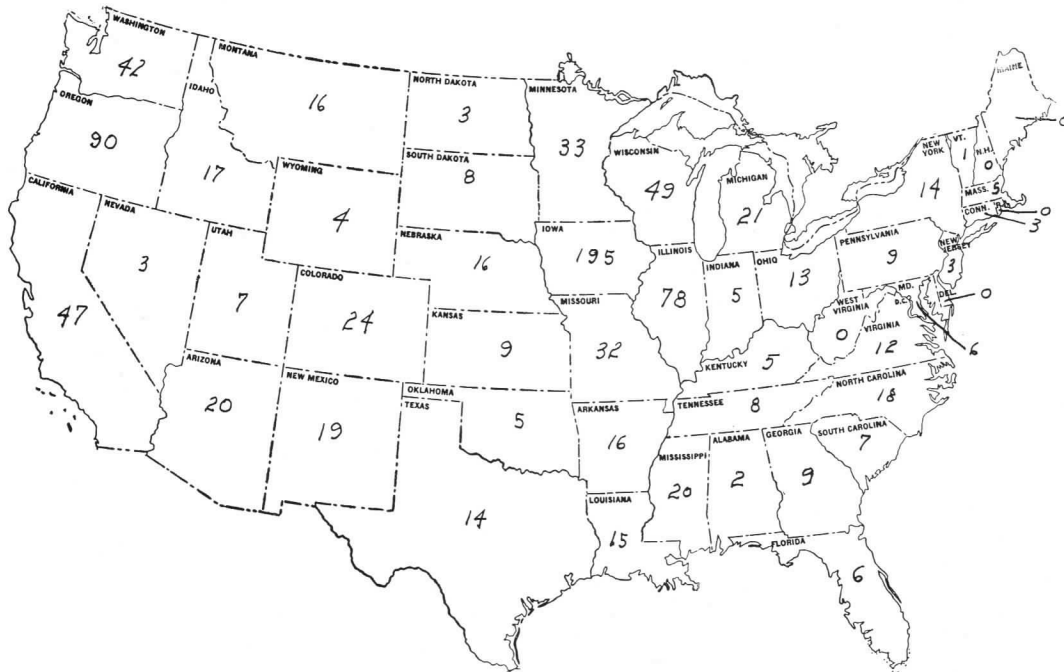 WASHINGTON
42
MONTANA
16
IDAHO
17
OREGON
90
NORTH DAKOTA
3
MINNESOTA
33
SOUTH DAKOTA
8
WISCONSIN
49
MICHIGAN
21
MAINE
0
VT.
1
N.H.
0
NEW YORK
14
MASS. 5
CONN. R.I.
0
3
WYOMING
4
CALIFORNIA
47
NEVADA
3
UTAH
7
NEBRASKA
16
IOWA
195
ILLINOIS
78
INDIANA
5
OHIO
13
PENNSYLVANIA
9
NEW JERSEY
3
COLORADO
24
KANSAS
9
MISSOURI
32
WEST VIRGINIA
0
MD.
D.C.
6
DEL.
0
VIRGINIA
12
KENTUCKY
5
ARIZONA
20
NEW MEXICO
19
OKLAHOMA
5
TEXAS
14
ARKANSAS
16
TENNESSEE
8
NORTH CAROLINA
18
SOUTH CAROLINA
7
MISSISSIPPI
20
ALABAMA
2
GEORGIA
9
LOUISIANA
15
FLORIDA
6